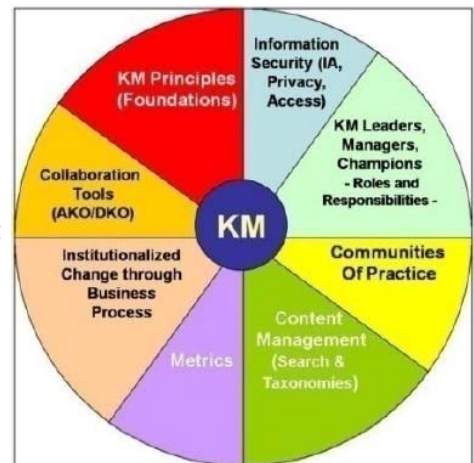 KM Principles
(Foundations)
Information
Security (IA,
Privacy,
Access)
KM Leaders,
Managers,
Champions
- Roles and
Responsibilities -
Communities
Of Practice
Content
Management
(Search &
Taxonomies)
Metrics
Institutionalized
Change through
Business
Process
Collaboration
Tools
(AKO/DKO)
KM